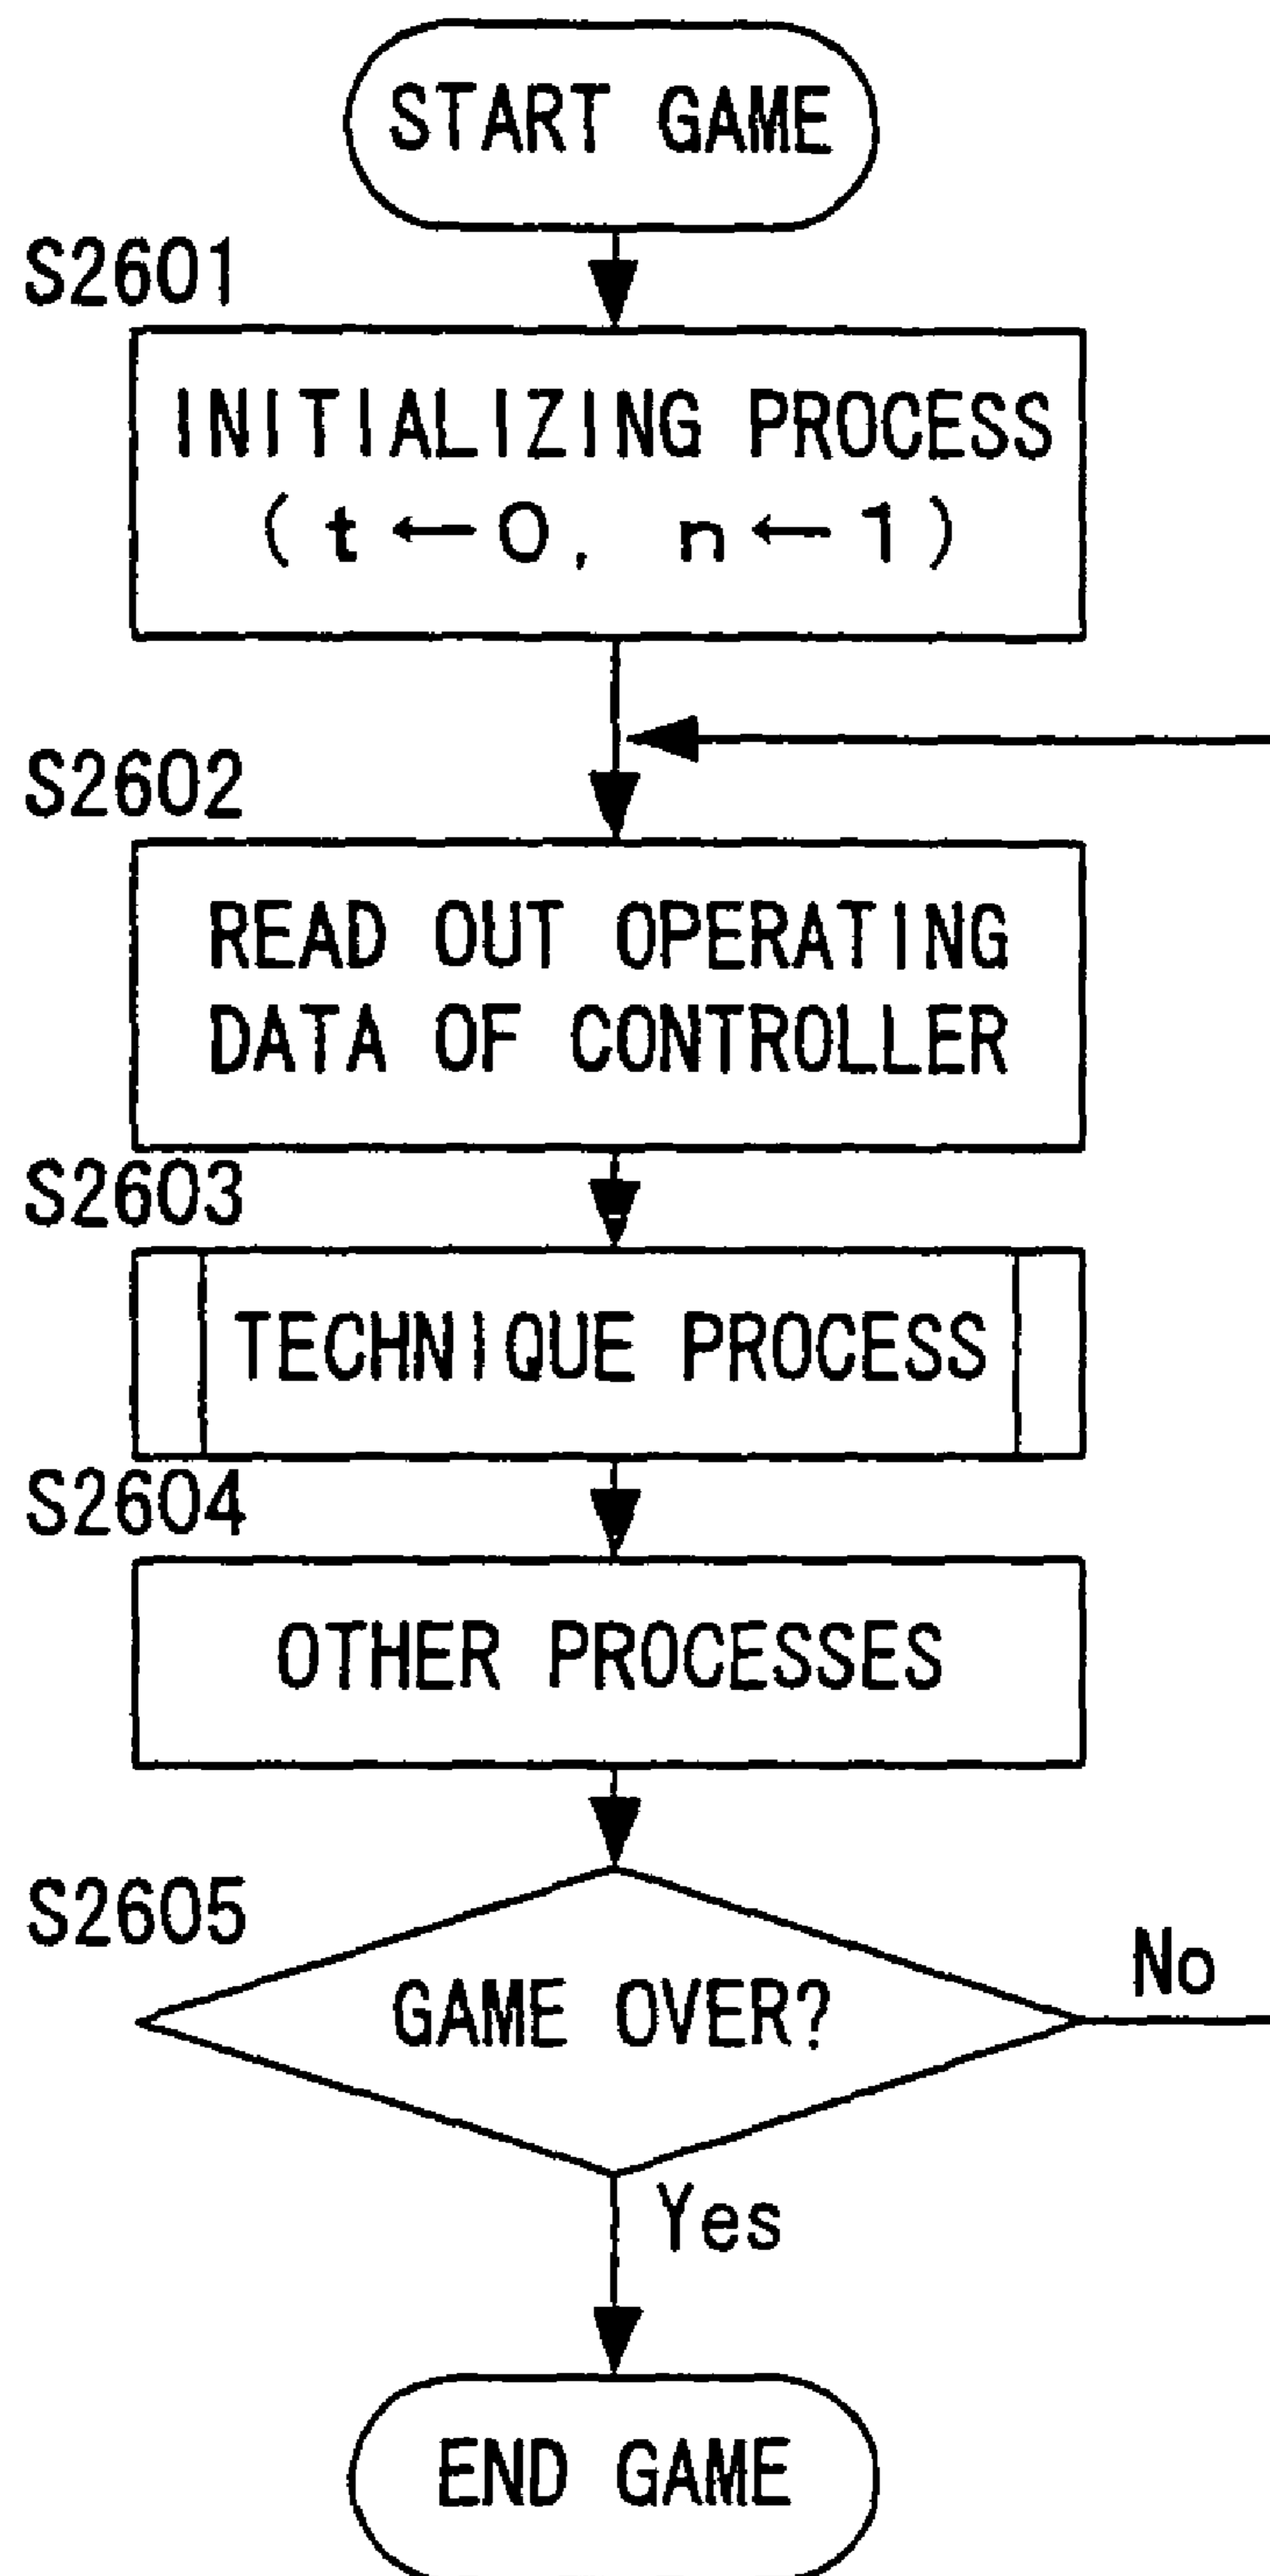 START GAME
S2601
INITIALIZING PROCESS
(t←0, n←1)
S2602
READ OUT OPERATING
DATA OF CONTROLLER
S2603
TECHNIQUE PROCESS
S2604
OTHER PROCESSES
S2605
GAME OVER?
No
Yes
END GAME